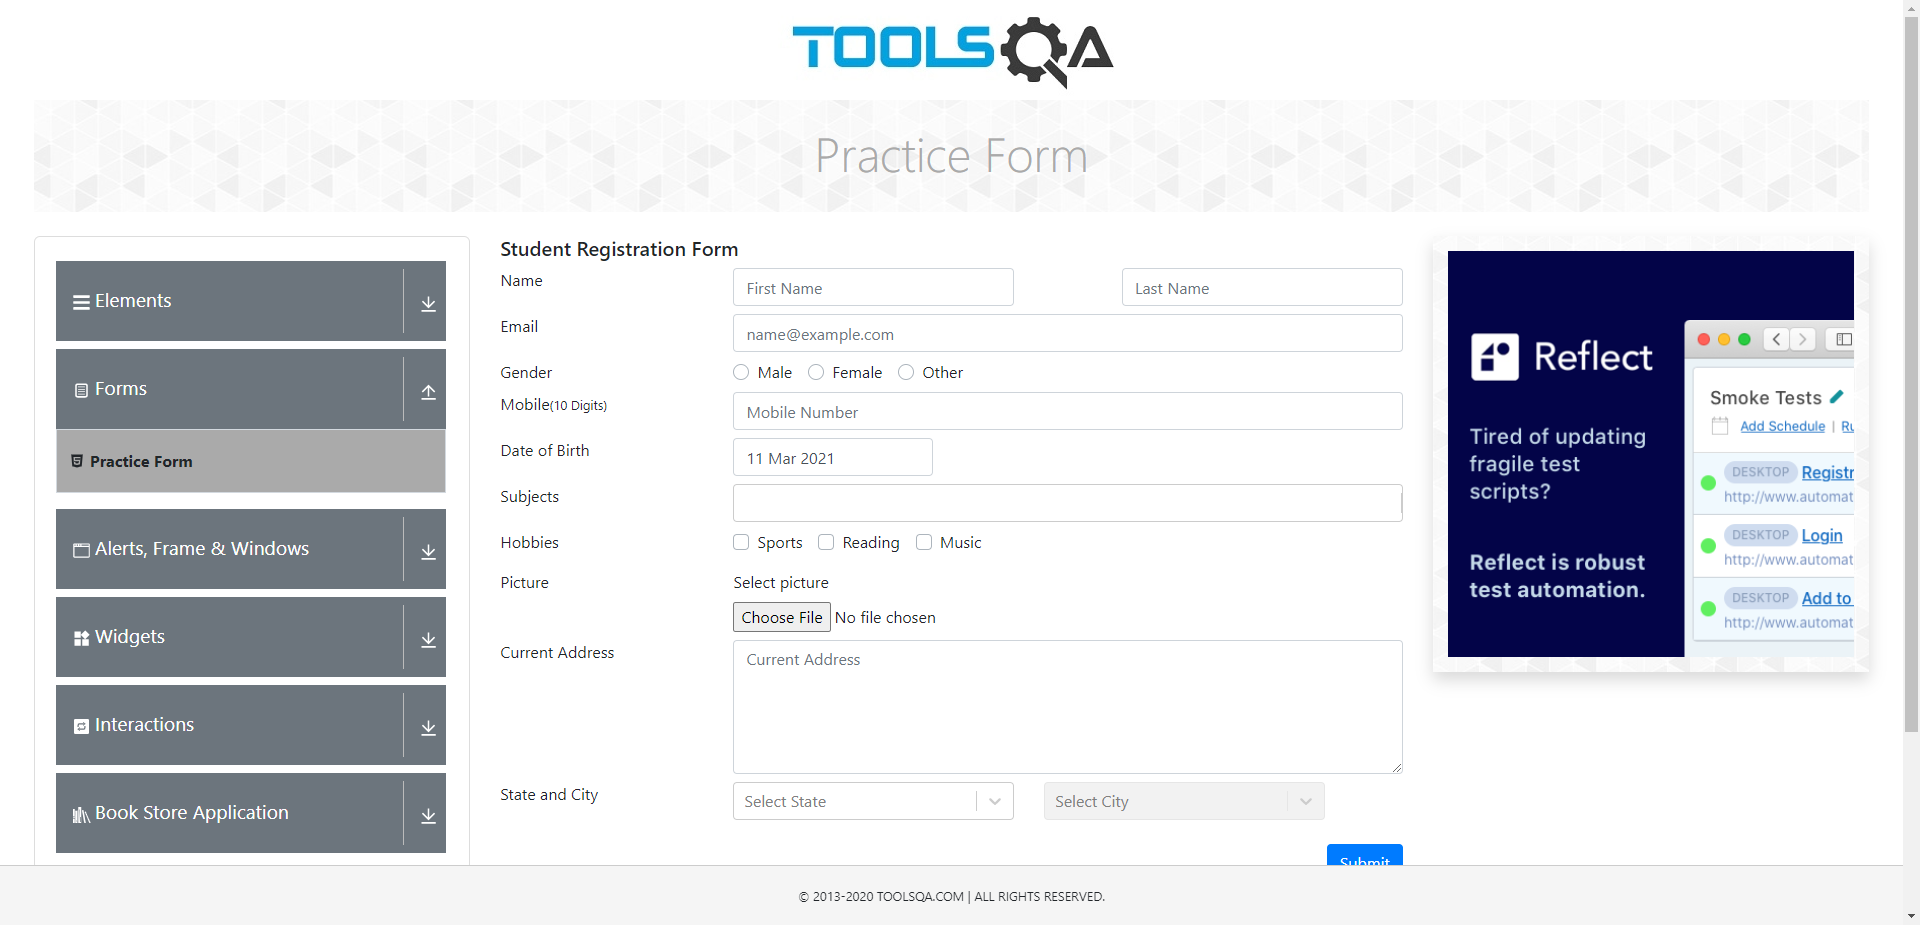 TOOLSQA
Practice Form
Elements
Forms
Practice Form
Alerts, Frame & Windows
Widgets
Interactions
Book Store Application
Student Registration Form
Name First Name Last Name
Email name@example.com
Gender Male Female Other
Mobile(10 Digits) Mobile Number
Date of Birth 11 Mar 2021
Subjects
Hobbies Sports Reading Music
Picture Select picture
Choose File No file chosen
Current Address Current Address
State and City Select State Select City
Submit
Reflect
Tired of updating
fragile test
scripts?
Reflect is robust
test automation.
Smoke Tests
Add Schedule | Ru
DESKTOP Registr
http://www.automat
DESKTOP Login
http://www.automat
DESKTOP Add to
http://www.automat
© 2013-2020 TOOLSQA.COM | ALL RIGHTS RESERVED.